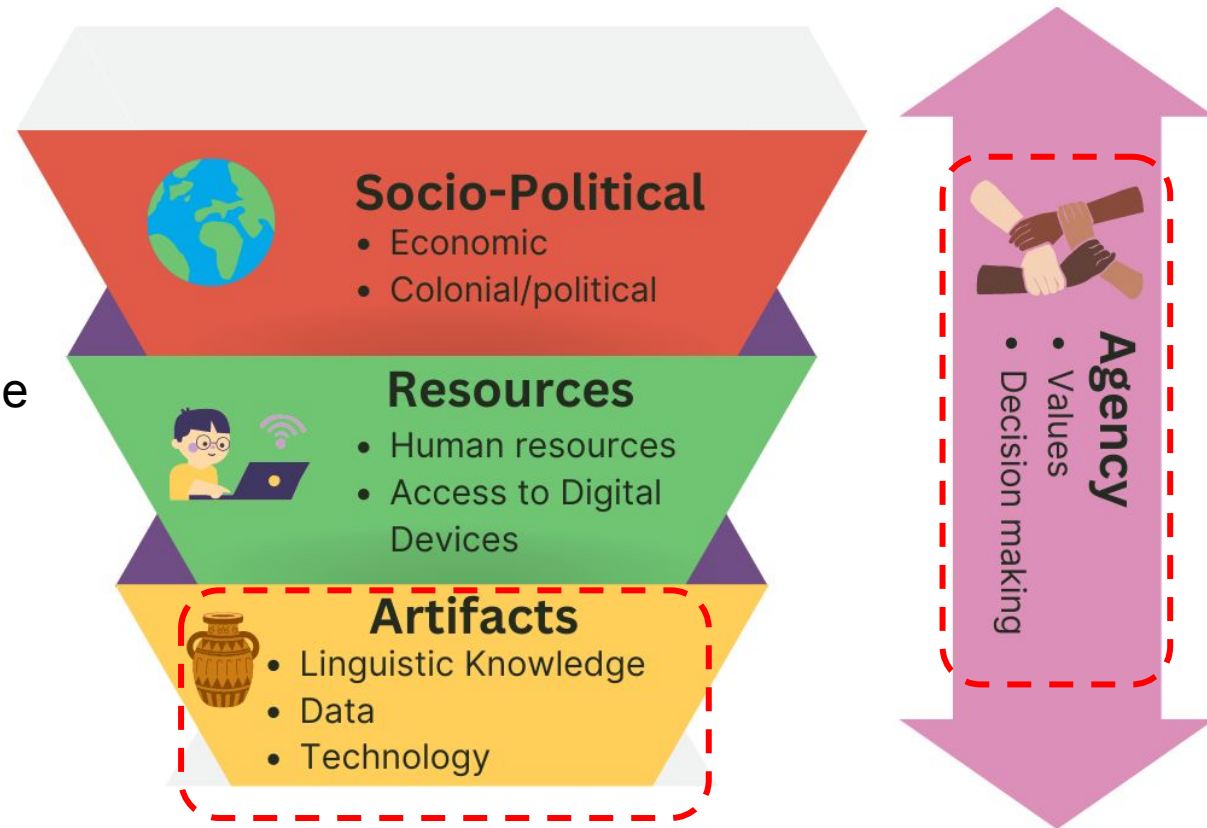 Socio-Political
• Economic
• Colonial/political
e
Resources
• Human resources
• Access to Digital
Devices
Artifacts
• Linguistic Knowledge
• Data
• Technology
Agency
• Values
• Decision making